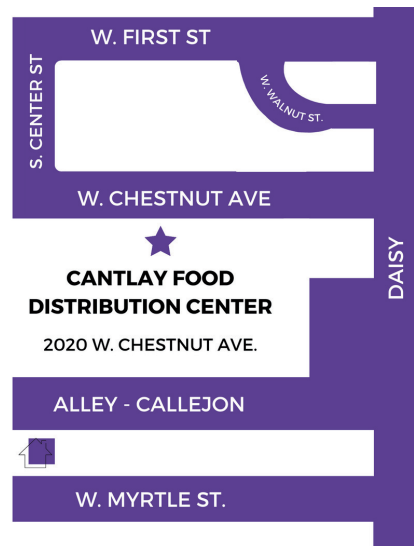 W. FIRST ST
S. CENTER ST
W. WALNUT ST.
W. CHESTNUT AVE
DAISY
CANTLAY FOOD
DISTRIBUTION CENTER
2020 W. CHESTNUT AVE.
ALLEY - CALLEJON
W. MYRTLE ST.